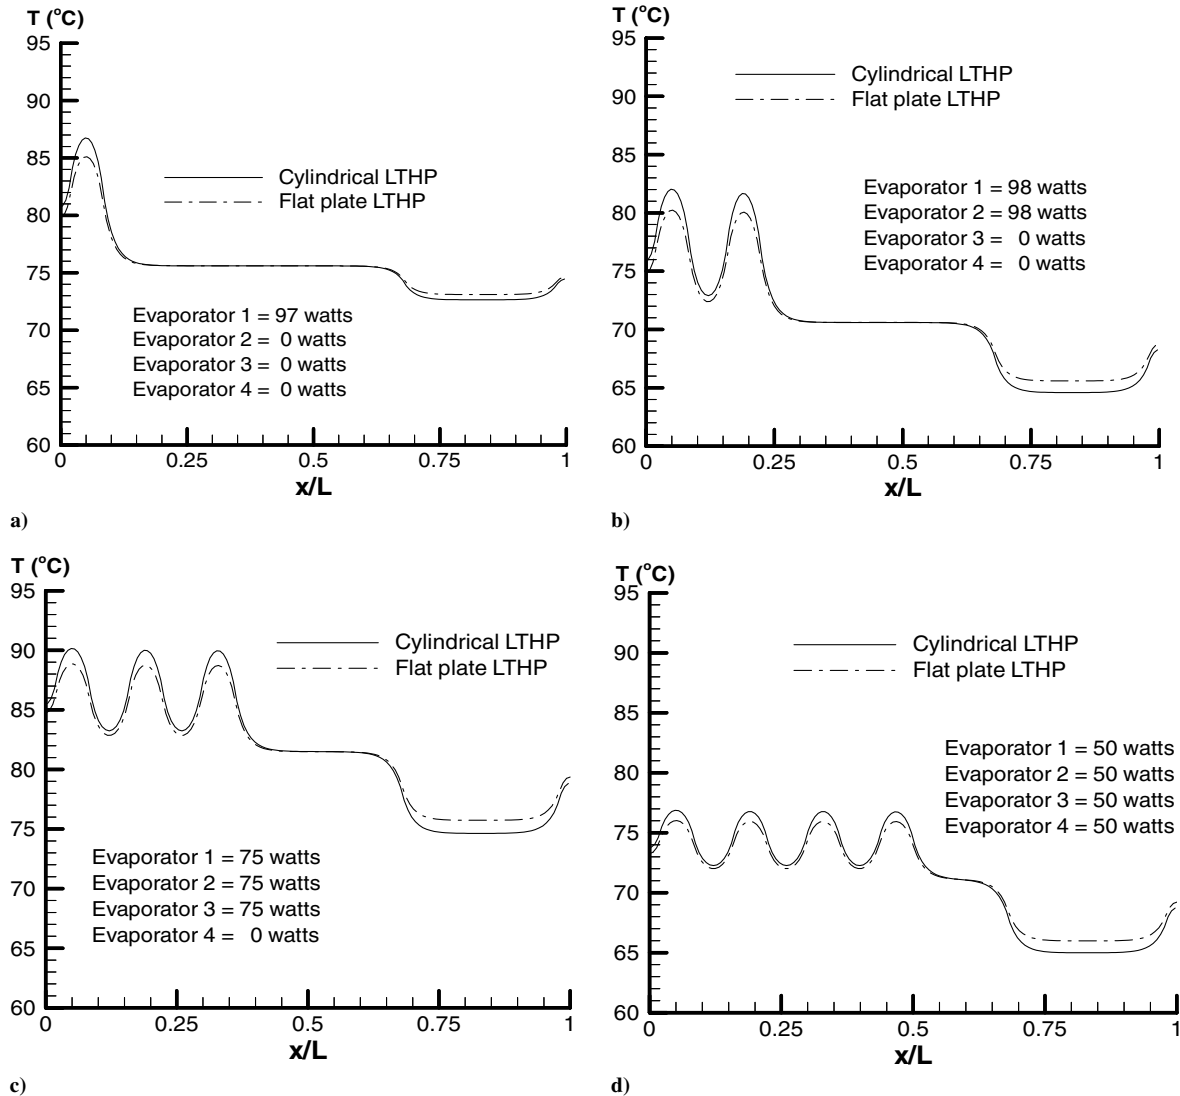 T (°C)
95
90
85
80
75
70
65
60
Cylindrical LTHP
Flat plate LTHP
Evaporator 1 = 97 watts
Evaporator 2 = 0 watts
Evaporator 3 = 0 watts
Evaporator 4 = 0 watts
0 0.25 0.5 0.75 1
x/L
a)
T (°C)
95
90
85
80
75
70
65
60
Cylindrical LTHP
Flat plate LTHP
Evaporator 1 = 98 watts
Evaporator 2 = 98 watts
Evaporator 3 = 0 watts
Evaporator 4 = 0 watts
0 0.25 0.5 0.75 1
x/L
b)
T (°C)
95
90
85
80
75
70
65
60
Cylindrical LTHP
Flat plate LTHP
Evaporator 1 = 75 watts
Evaporator 2 = 75 watts
Evaporator 3 = 75 watts
Evaporator 4 = 0 watts
0 0.25 0.5 0.75 1
x/L
c)
T (°C)
95
90
85
80
75
70
65
60
Cylindrical LTHP
Flat plate LTHP
Evaporator 1 = 50 watts
Evaporator 2 = 50 watts
Evaporator 3 = 50 watts
Evaporator 4 = 50 watts
0 0.25 0.5 0.75 1
x/L
d)